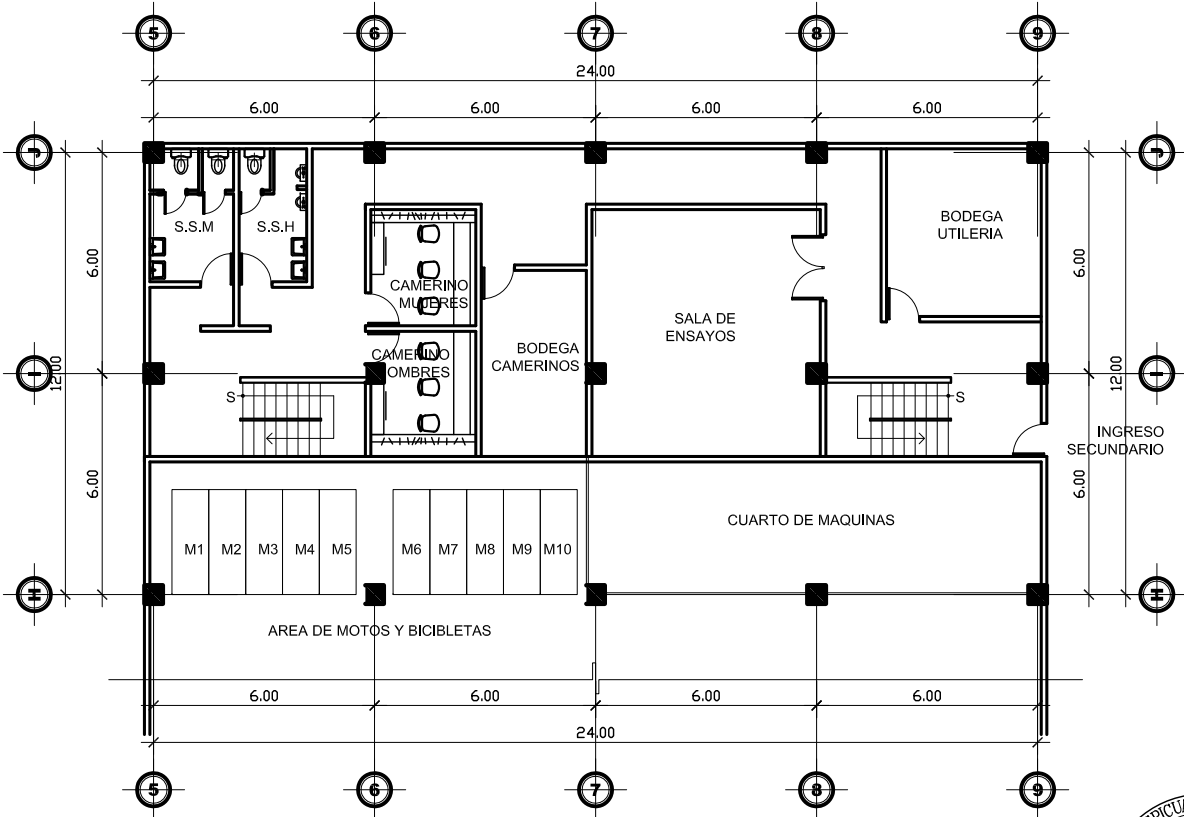 5 6 7 8 9
24.00
6.00 6.00 6.00 6.00
J J
S.S.M S.S.H
BODEGA
UTILERIA
6.00 6.00
CAMERINO
MUJERES
SALA DE
ENSAYOS
CAMERINO
OMBRES
BODEGA
CAMERINOS
I I
12.00 12.00
S S
INGRESO
SECUNDARIO
6.00 6.00
CUARTO DE MAQUINAS
M1 M2 M3 M4 M5 M6 M7 M8 M9 M10
H H
AREA DE MOTOS Y BICIBLETAS
6.00 6.00 6.00 6.00
24.00
5 6 7 8 9